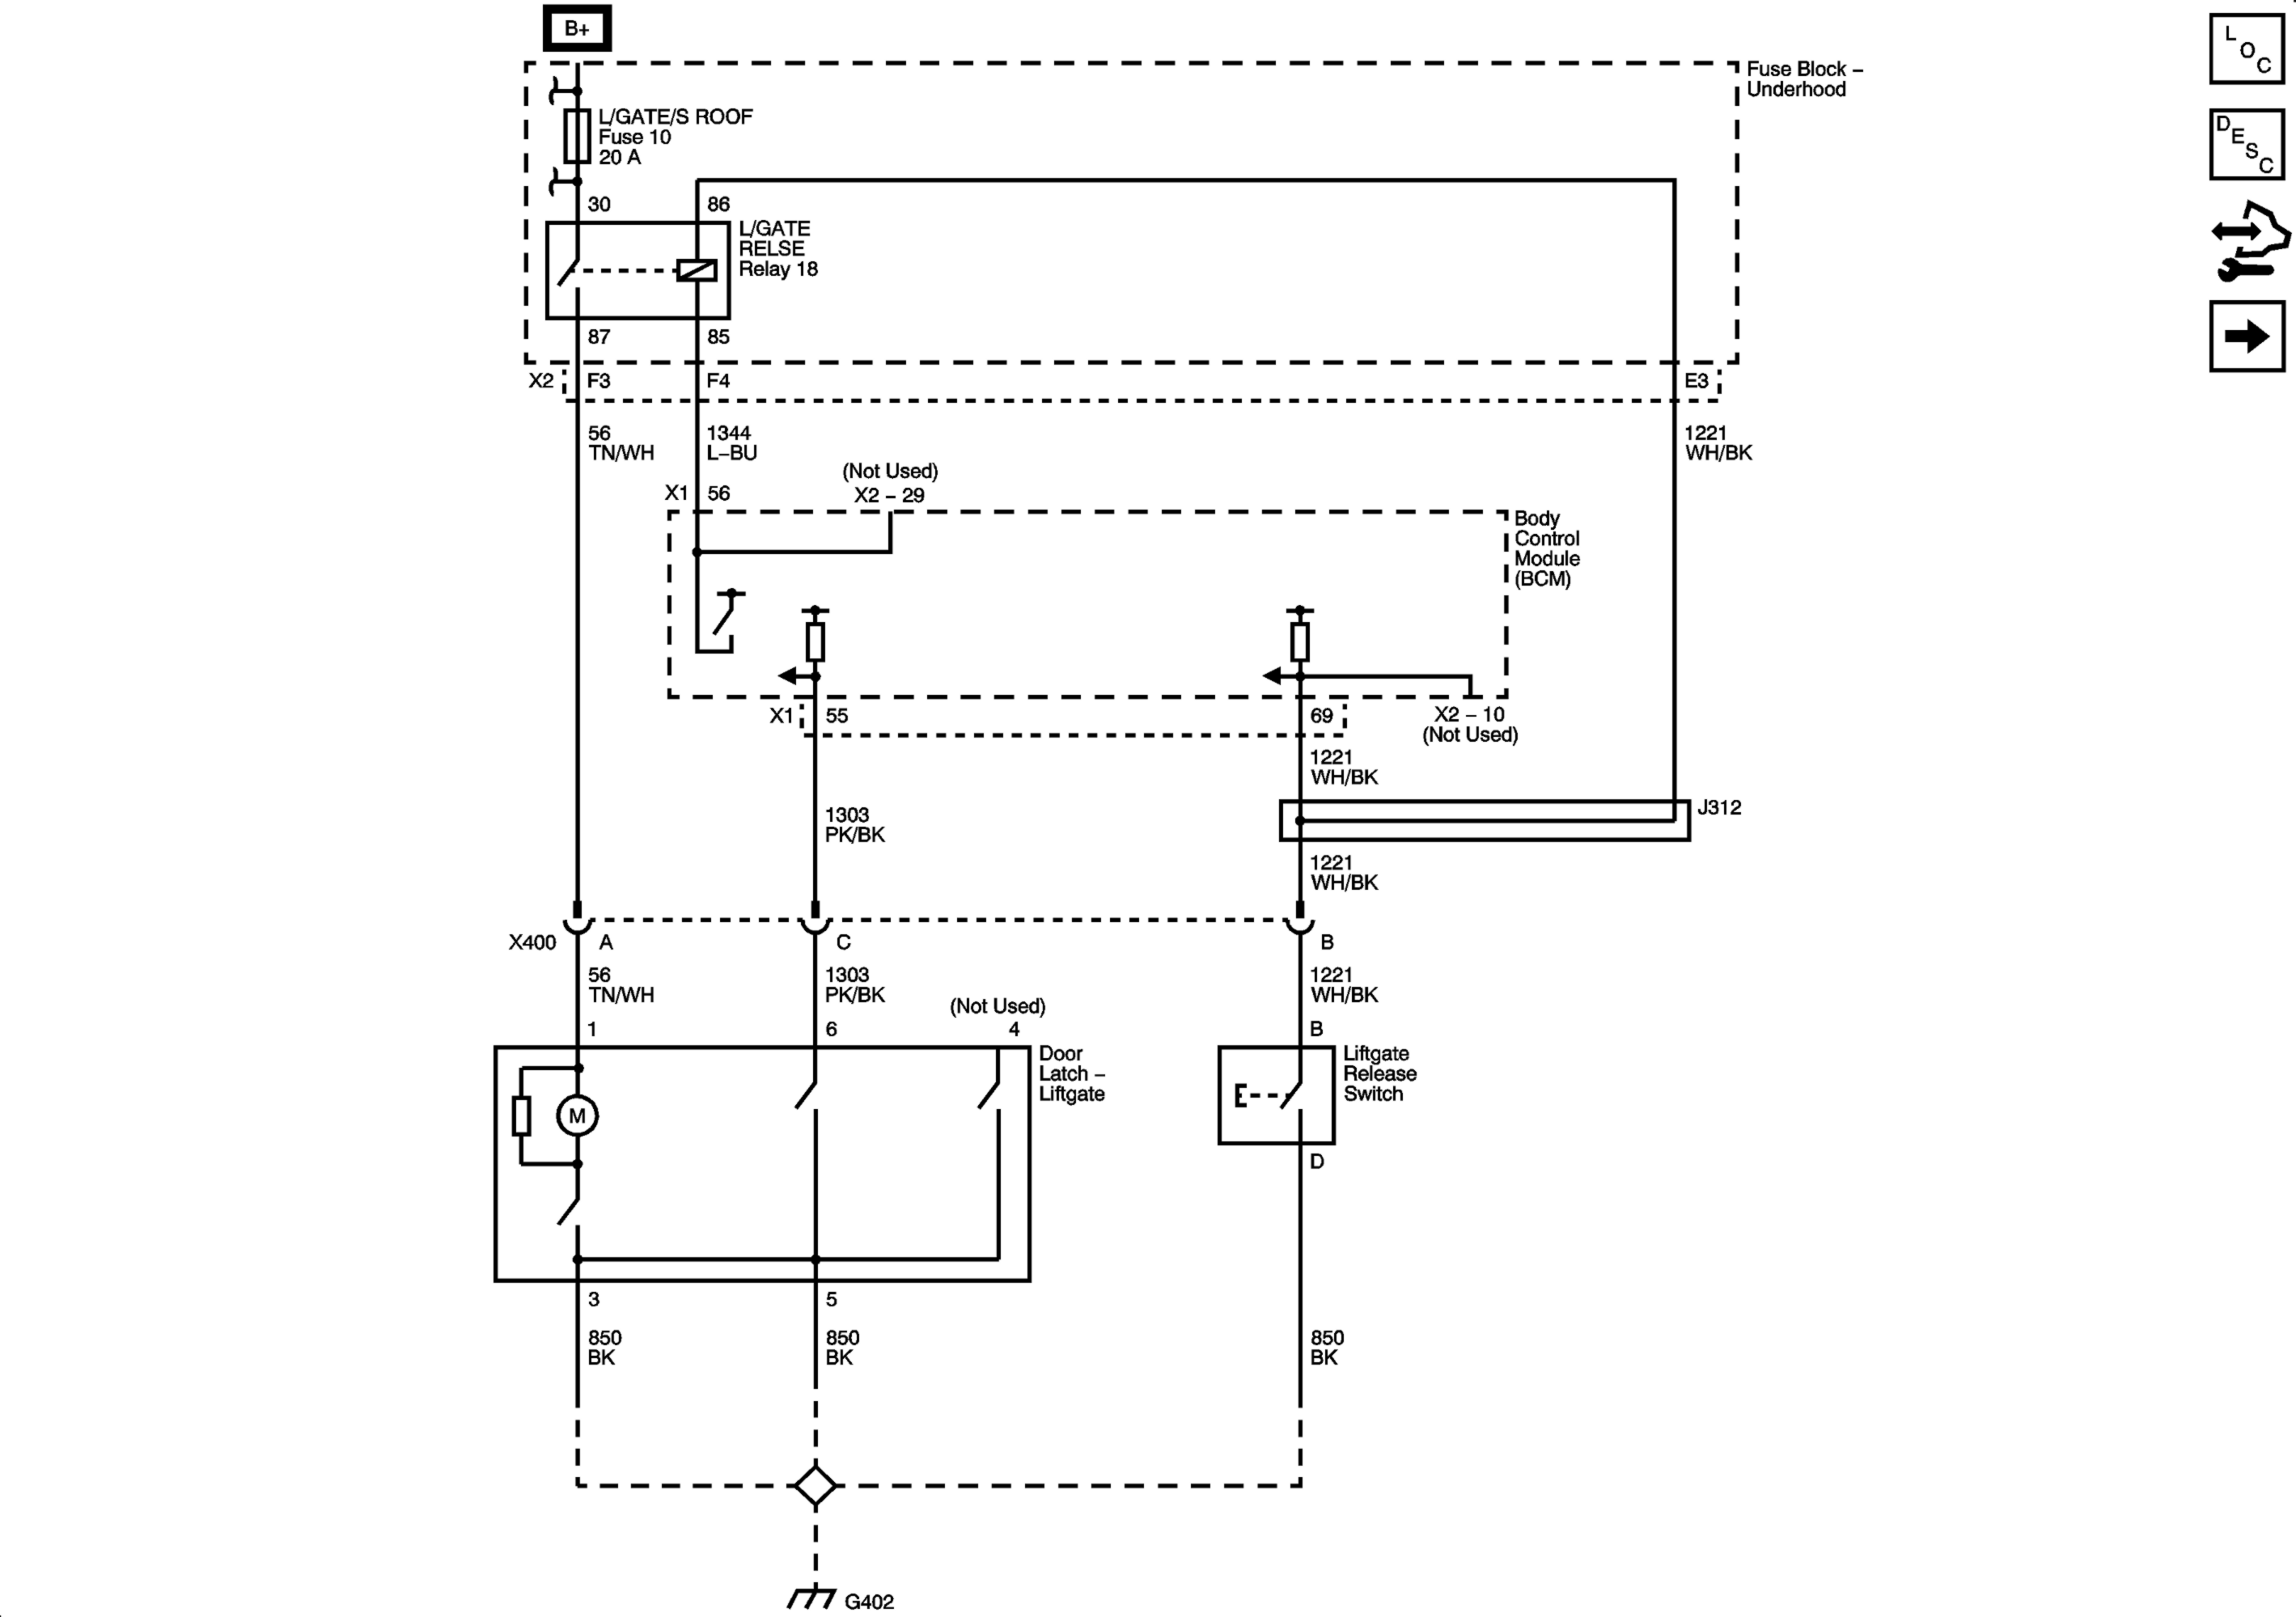 B+
L
O
C
Fuse Block –
Underhood
L/GATE/S ROOF
Fuse 10
20 A
D
E
S
C
30
86
L/GATE
RELSE
Relay 18
87
85
X2
F3
F4
E3
56
TN/WH
1344
L–BU
1221
WH/BK
(Not Used)
X2 – 29
X1
56
Body
Control
Module
(BCM)
X1
55
69
X2 – 10
(Not Used)
1221
WH/BK
1303
PK/BK
J312
1221
WH/BK
X400
A
C
B
56
TN/WH
1303
PK/BK
1221
WH/BK
(Not Used)
1
6
4
B
Door
Latch –
Liftgate
Liftgate
Release
Switch
M
D
3
5
850
BK
850
BK
850
BK
G402